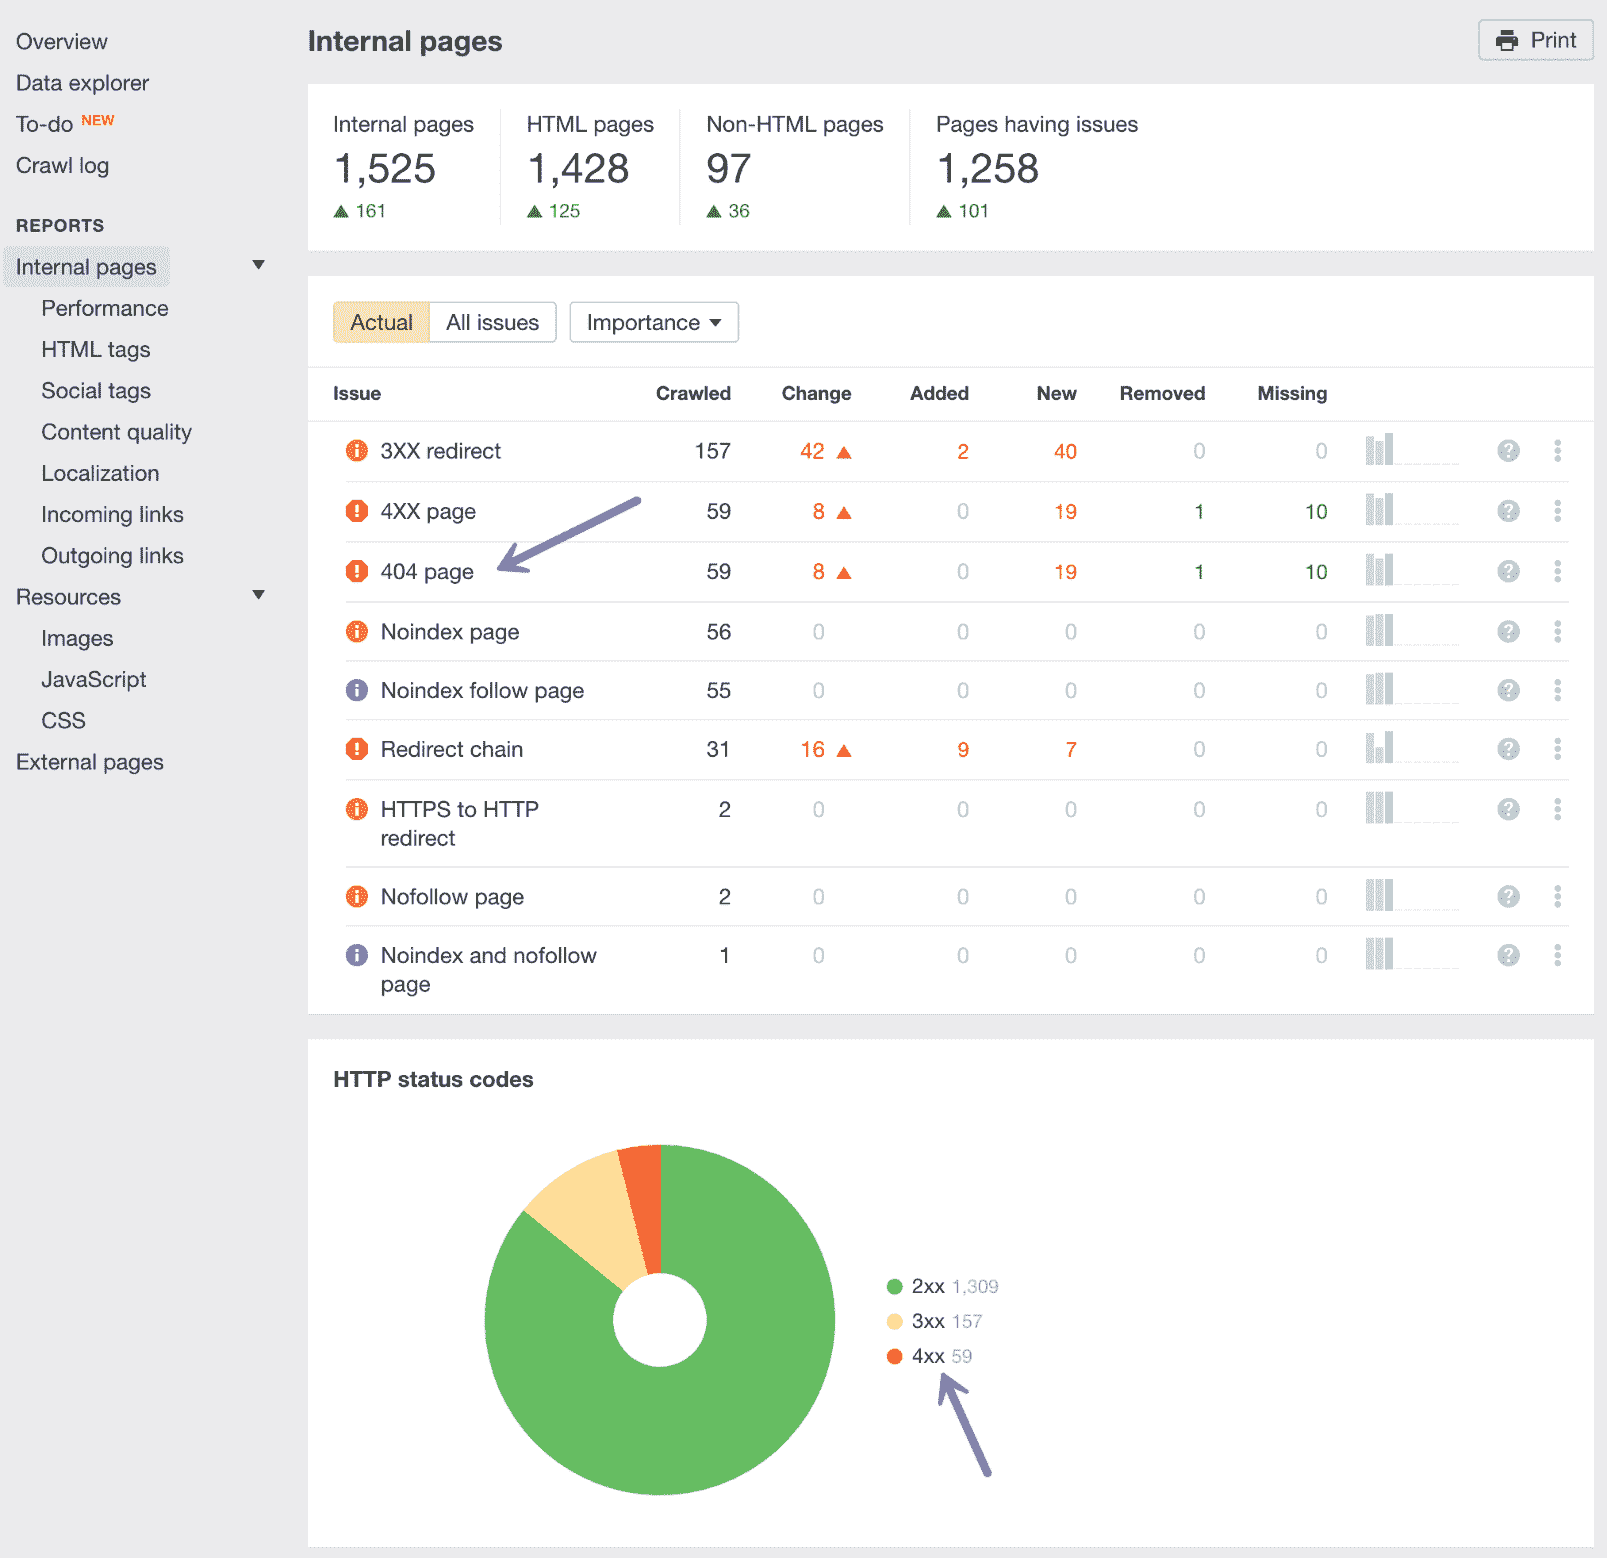 Overview
Data explorer
To-do NEW
Crawl log
REPORTS
Internal pages
Performance
HTML tags
Social tags
Content quality
Localization
Incoming links
Outgoing links
Resources
Images
JavaScript
CSS
External pages
Internal pages
Print
Internal pages HTML pages Non-HTML pages Pages having issues
1,525 1,428 97 1,258
▲ 161 ▲ 125 ▲ 36 ▲ 101
Actual All issues Importance ▼
Issue Crawled Change Added New Removed Missing
3XX redirect 157 42 ▲ 2 40 0 0
4XX page 59 8 ▲ 0 19 1 10
404 page 59 8 ▲ 0 19 1 10
Noindex page 56 0 0 0 0 0
Noindex follow page 55 0 0 0 0 0
Redirect chain 31 16 ▲ 9 7 0 0
HTTPS to HTTP 2 0 0 0 0 0
redirect
Nofollow page 2 0 0 0 0 0
Noindex and nofollow 1 0 0 0 0 0
page
HTTP status codes
2xx 1,309
3xx 157
4xx 59